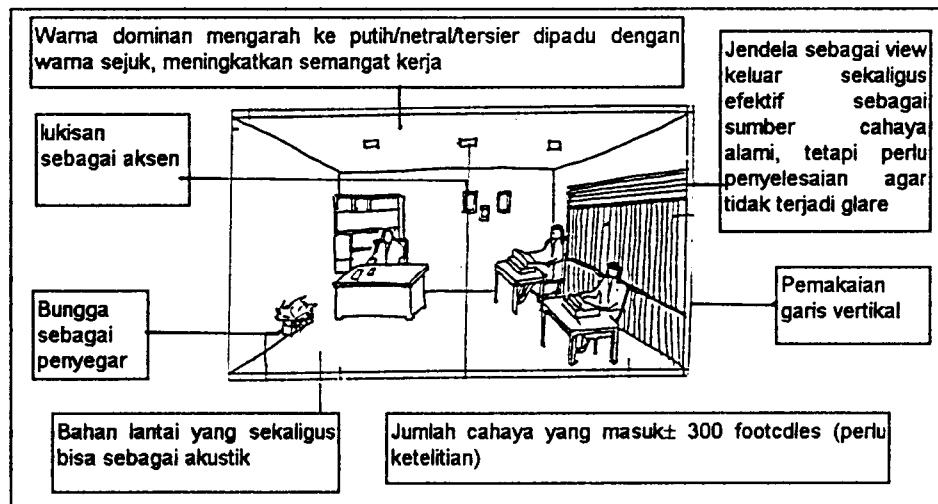 Warna dominan mengarah ke putih/netral/tersier dipadu dengan
warna sejuk, meningkatkan semangat kerja
Jendela sebagai view
keluar sekaligus
efektif sebagai
sumber cahaya
alami, tetapi perlu
penyelesaian agar
tidak terjadi glare
lukisan
sebagai aksen
Pemakaian
garis vertikal
Bungga
sebagai
penyegar
Bahan lantai yang sekaligus
bisa sebagai akustik
Jumlah cahaya yang masuk± 300 footcdles (perlu
ketelitian)